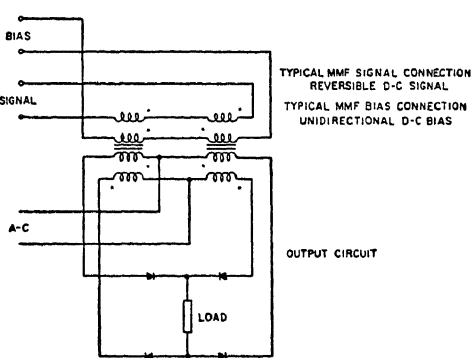 BIAS
TYPICAL MMF SIGNAL CONNECTION
REVERSIBLE D-C SIGNAL
SIGNAL
TYPICAL MMF BIAS CONNECTION
UNIDIRECTIONAL D-C BIAS
A-C
OUTPUT CIRCUIT
LOAD